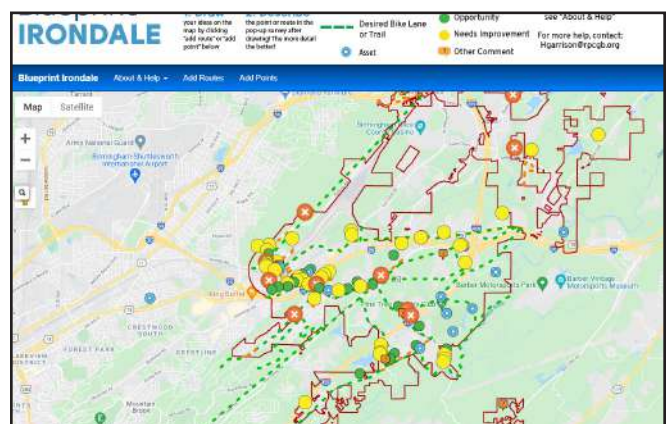 IRONDALE
your ideas on the
map by clicking
"add route" or "add
point" below
the point or route in the
pop-up survey after
drawing! The more detail
the better!
Desired Bike Lane
or Trail
Asset
Opportunity
Needs Improvement
Other Comment
see "About & Help"
For more help, contact:
Hgarrison@rpcgb.org
Blueprint Irondale
About & Help
Add Routes
Add Points
Map
Satellite
Army National Guard
Birmingham-Shuttlesworth
International Airport
Barber Motorsports Park
Barber Vintage
Motorsports Museum
CRESTWOOD
SOUTH
FOREST PARK
CRESTLINE
Mountain
Brook